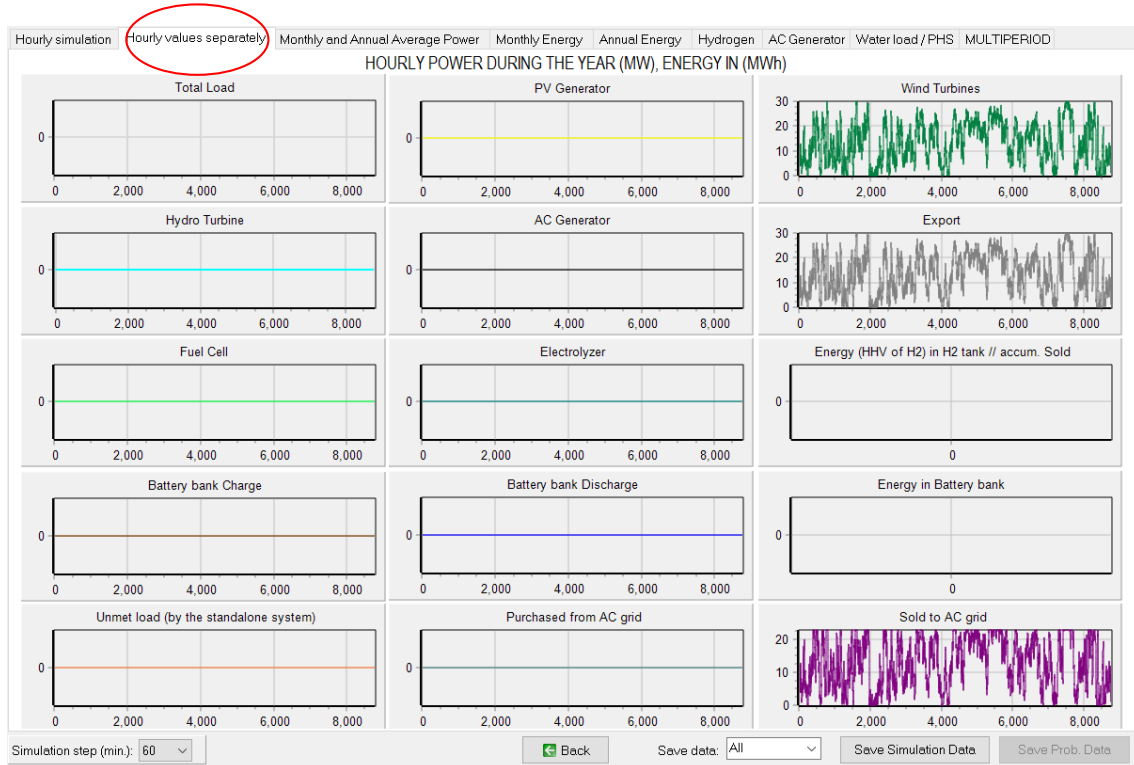 Hourly simulation Hourly values separately Monthly and Annual Average Power Monthly Energy Annual Energy Hydrogen AC Generator Water load / PHS MULTIPERIOD
HOURLY POWER DURING THE YEAR (MW), ENERGY IN (MWh)
Total Load PV Generator Wind Turbines
30
20
0 0 10
0
0 2,000 4,000 6,000 8,000 0 2,000 4,000 6,000 8,000 0 2,000 4,000 6,000 8,000
Hydro Turbine AC Generator Export
30
20
0 0 10
0
0 2,000 4,000 6,000 8,000 0 2,000 4,000 6,000 8,000 0 2,000 4,000 6,000 8,000
Fuel Cell Electrolyzer Energy (HHV of H2) in H2 tank // accum. Sold
0 0 0
0 2,000 4,000 6,000 8,000 0 2,000 4,000 6,000 8,000 0
Battery bank Charge Battery bank Discharge Energy in Battery bank
0 0 0
0 2,000 4,000 6,000 8,000 0 2,000 4,000 6,000 8,000 0
Unmet load (by the standalone system) Purchased from AC grid Sold to AC grid
20
0 0 10
0
0 2,000 4,000 6,000 8,000 0 2,000 4,000 6,000 8,000 0 2,000 4,000 6,000 8,000
Simulation step (min.): 60 Back Save data: All Save Simulation Data Save Prob. Data